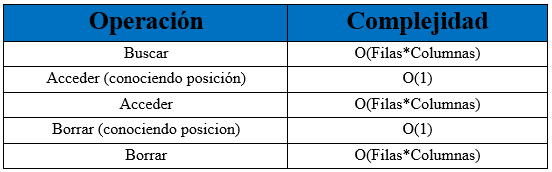 Operación Complejidad
Buscar O(Filas*Columnas)
Acceder (conociendo posición) O(1)
Acceder O(Filas*Columnas)
Borrar (conociendo posicion) O(1)
Borrar O(Filas*Columnas)